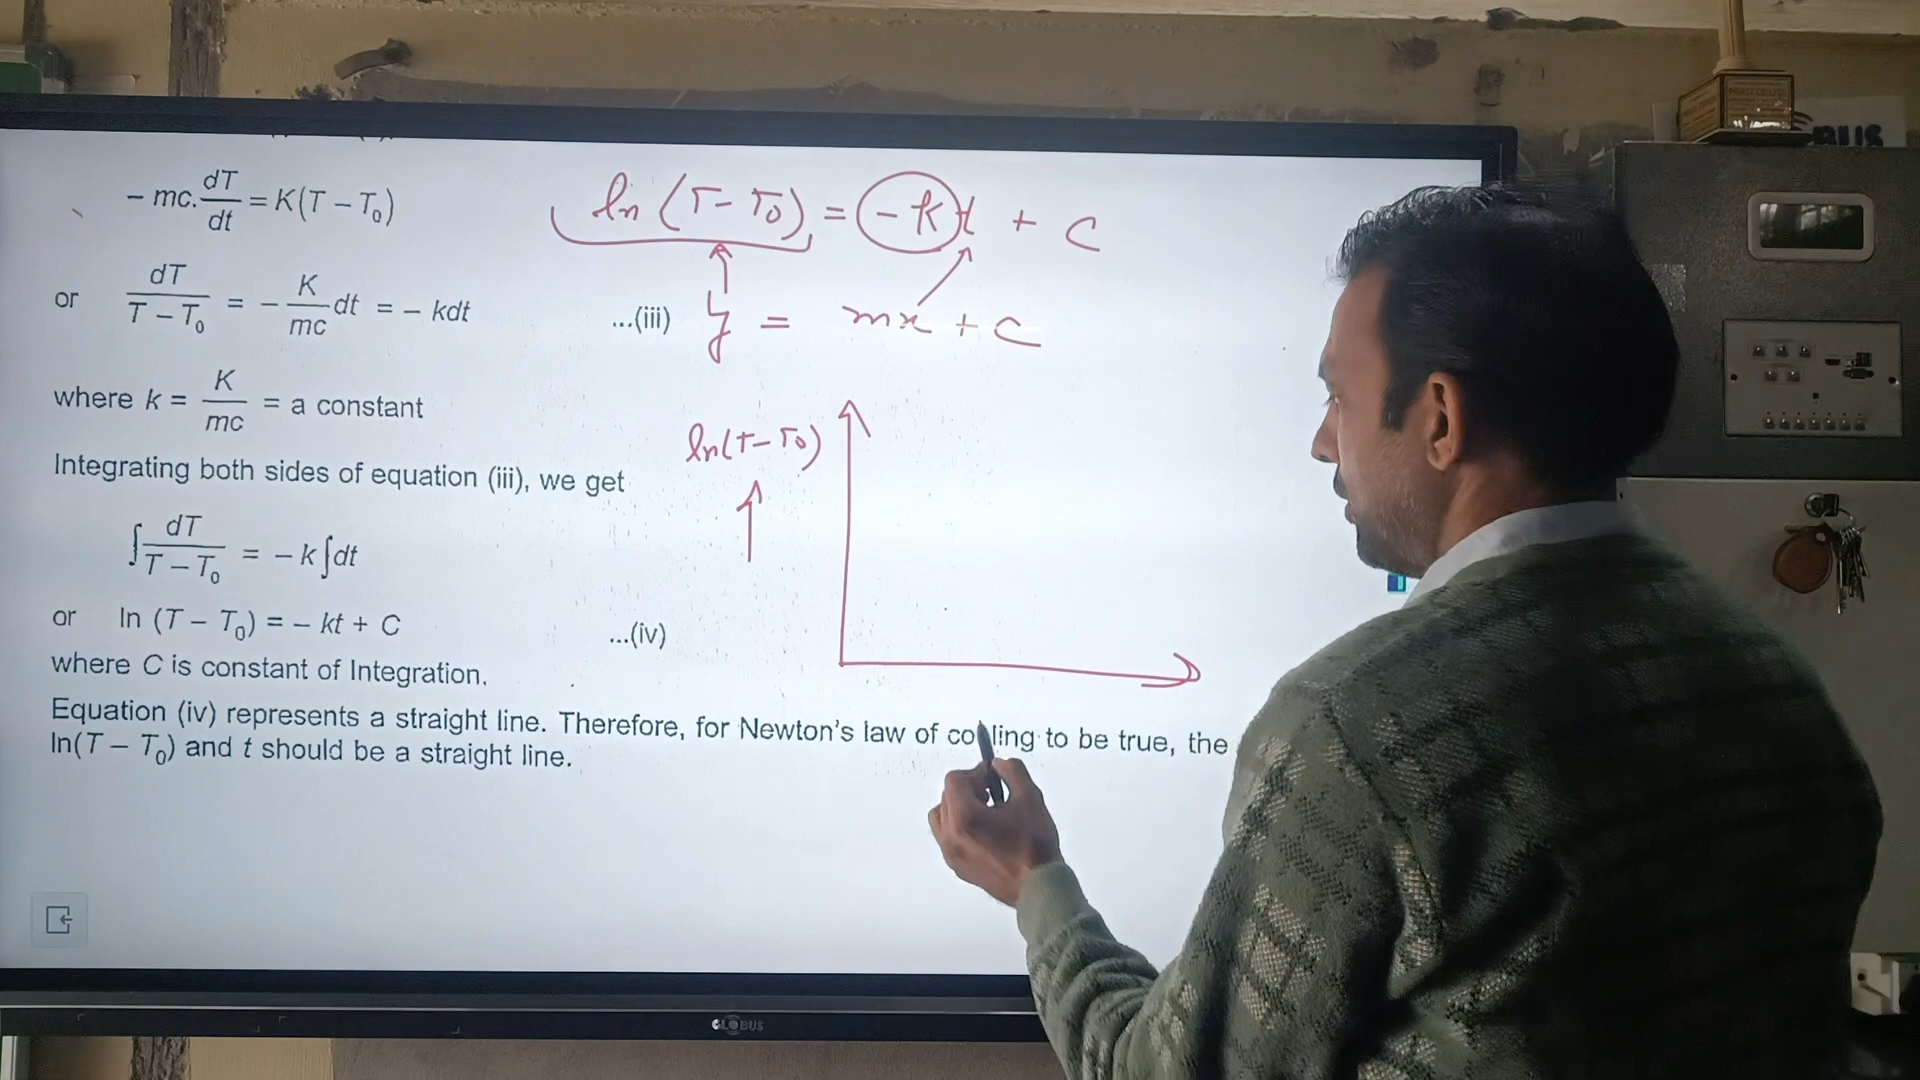 - mc. dT/dt = K(T – T₀)
ln (T – T₀) = -kt + C
or dT/(T – T₀) = – K/mc dt = – kdt ...(iii)
y = mx + C
where k = K/mc = a constant
ln(T – T₀)
Integrating both sides of equation (iii), we get
∫ dT/(T – T₀) = – k∫dt
or ln (T – T₀) = – kt + C ...(iv)
where C is constant of Integration.
Equation (iv) represents a straight line. Therefore, for Newton's law of cooling to be true, the
ln(T – T₀) and t should be a straight line.
GLOBUS
BUS